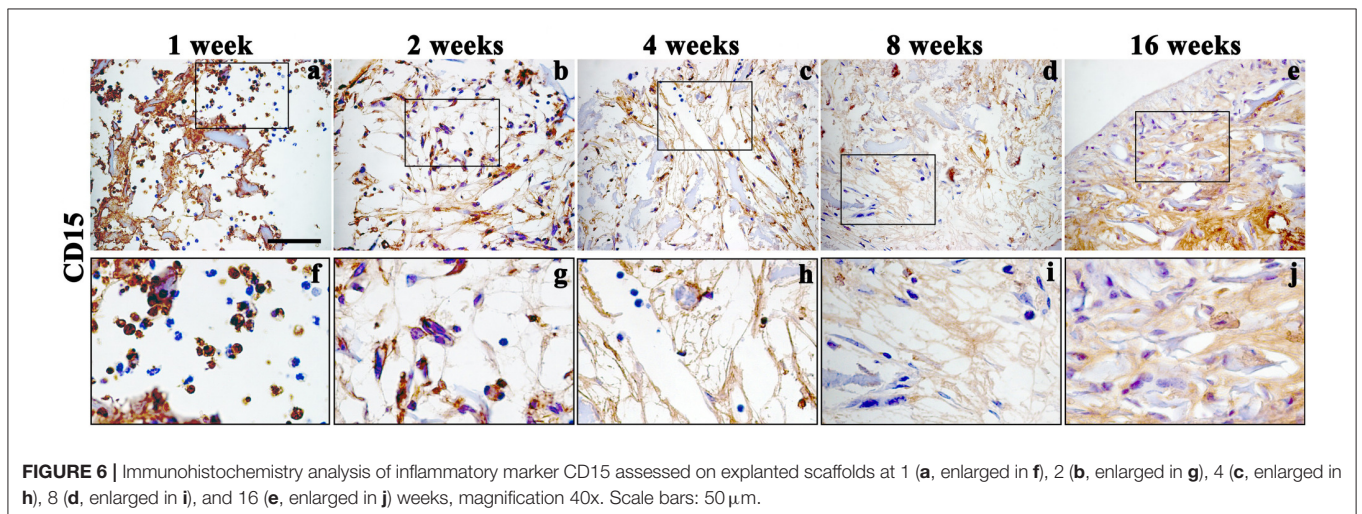 1 week 2 weeks 4 weeks 8 weeks 16 weeks
a b c d e
CD15
f g h i j
FIGURE 6 | Immunohistochemistry analysis of inflammatory marker CD15 assessed on explanted scaffolds at 1 (a, enlarged in f), 2 (b, enlarged in g), 4 (c, enlarged in
h), 8 (d, enlarged in i), and 16 (e, enlarged in j) weeks, magnification 40x. Scale bars: 50 μm.